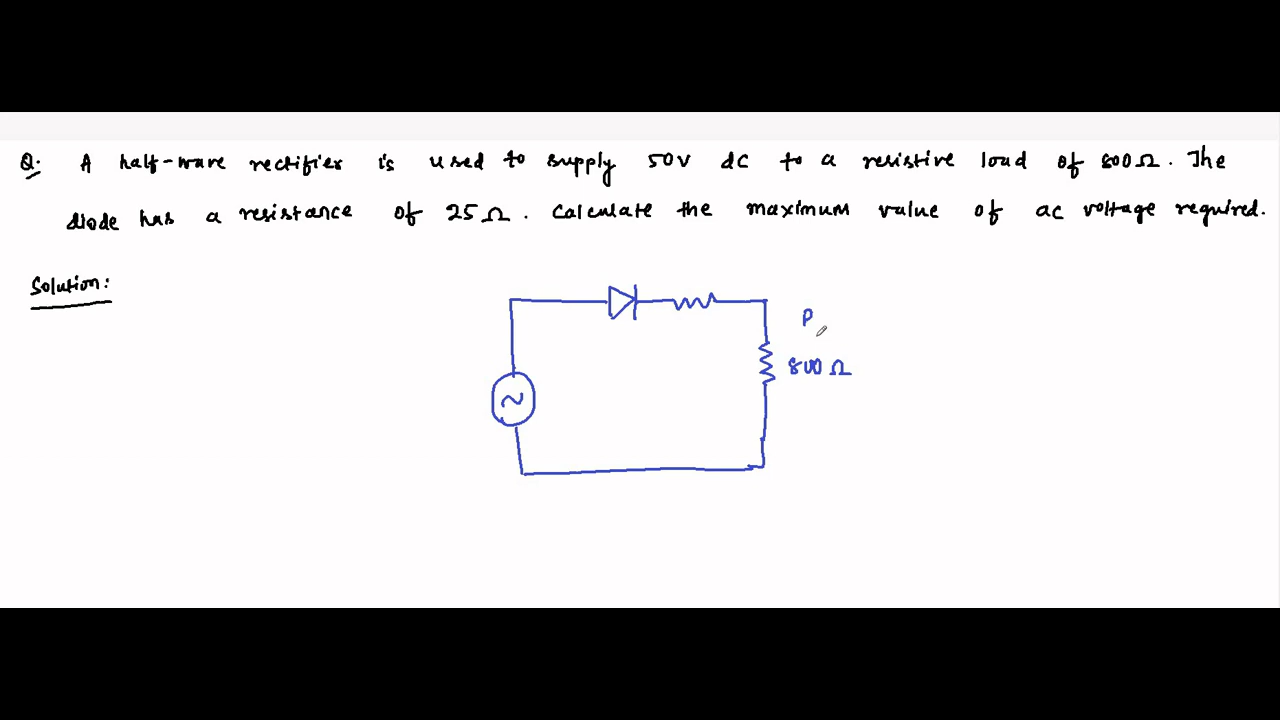 Q. A half-wave rectifier is used to supply 50V dc to a resistive load of 800Ω. The
diode has a resistance of 25Ω. Calculate the maximum value of ac voltage required.
Solution:
P
800Ω